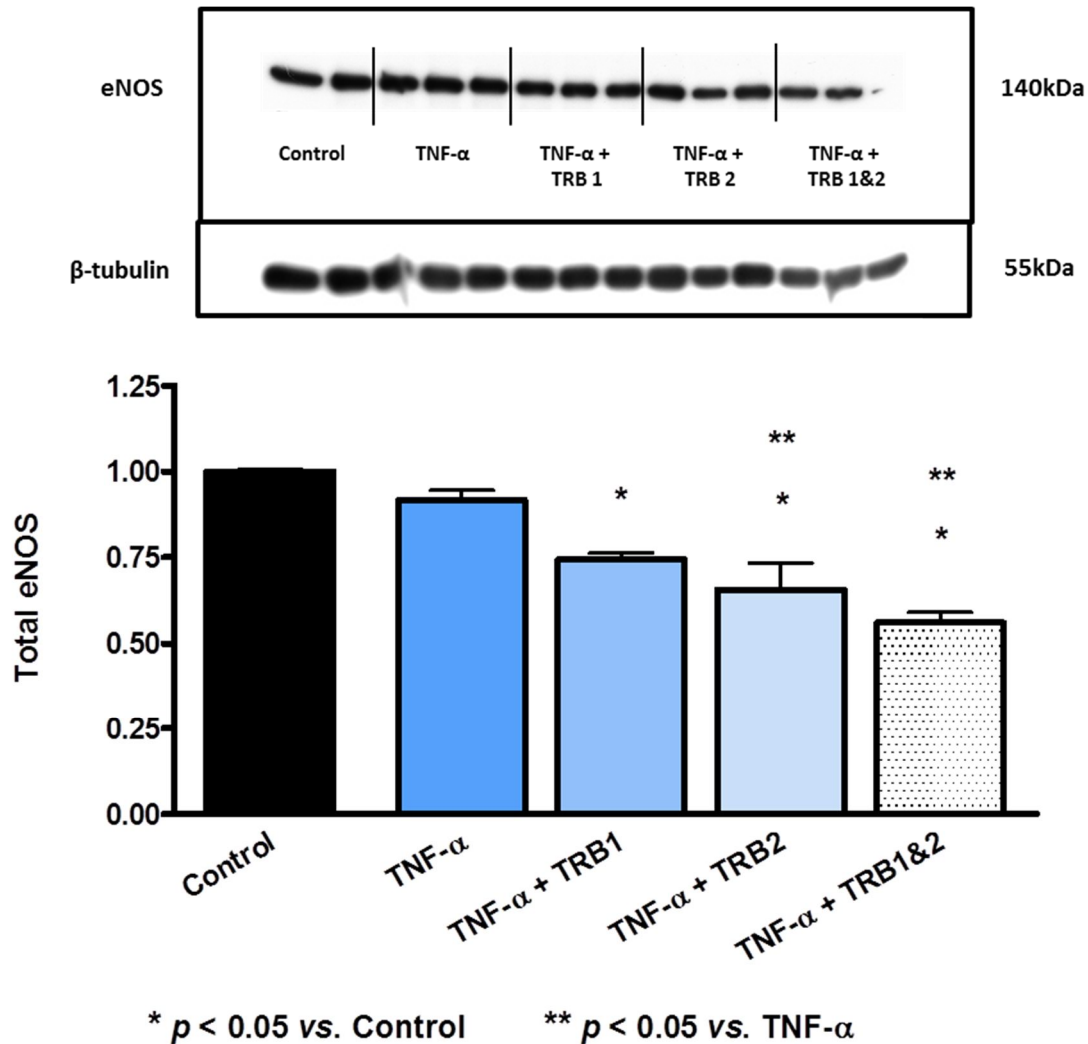 eNOS
140kDa
Control TNF-α TNF-α + TNF-α + TNF-α +
TRB 1 TRB 2 TRB 1&2
β-tubulin
55kDa
Total eNOS
1.25
1.00
0.75
0.50
0.25
0.00
*
**
*
**
*
Control
TNF-α
TNF-α + TRB1
TNF-α + TRB2
TNF-α + TRB1&2
* p < 0.05 vs. Control ** p < 0.05 vs. TNF-α